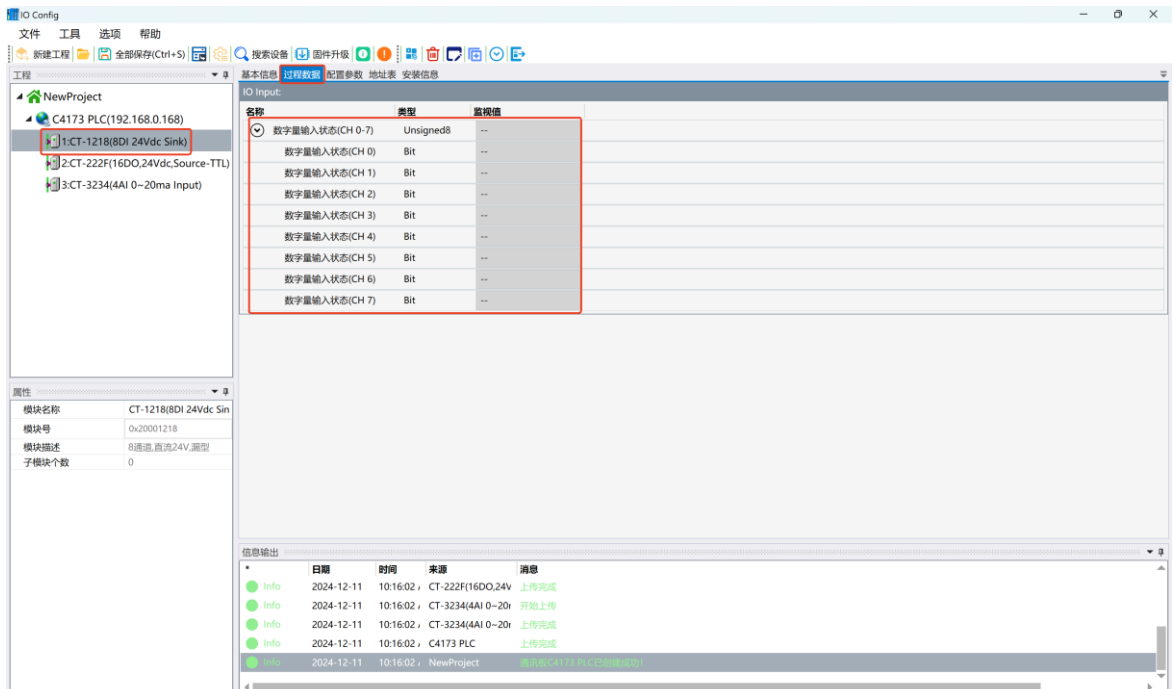 IO Config
文件 工具 选项 帮助
新建工程 全部保存(Ctrl+S) 搜索设备 固件升级
工程
NewProject
C4173 PLC(192.168.0.168)
1:CT-1218(8DI 24Vdc Sink)
2:CT-222F(16DO,24Vdc,Source-TTL)
3:CT-3234(4AI 0~20ma Input)
属性
模块名称 CT-1218(8DI 24Vdc Sin
模块号 0x20001218
模块描述 8通道,直流24V,漏型
子模块个数 0
基本信息 过程数据 配置参数 地址表 安装信息
IO Input:
名称 类型 监视值
数字量输入状态(CH 0-7) Unsigned8 --
数字量输入状态(CH 0) Bit --
数字量输入状态(CH 1) Bit --
数字量输入状态(CH 2) Bit --
数字量输入状态(CH 3) Bit --
数字量输入状态(CH 4) Bit --
数字量输入状态(CH 5) Bit --
数字量输入状态(CH 6) Bit --
数字量输入状态(CH 7) Bit --
信息输出
* 日期 时间 来源 消息
Info 2024-12-11 10:16:02 CT-222F(16DO,24V 上传完成
Info 2024-12-11 10:16:02 CT-3234(4AI 0~20 开始上传
Info 2024-12-11 10:16:02 CT-3234(4AI 0~20 上传完成
Info 2024-12-11 10:16:02 C4173 PLC 上传完成
Info 2024-12-11 10:16:02 NewProject 通讯板C4173 PLC已创建成功!